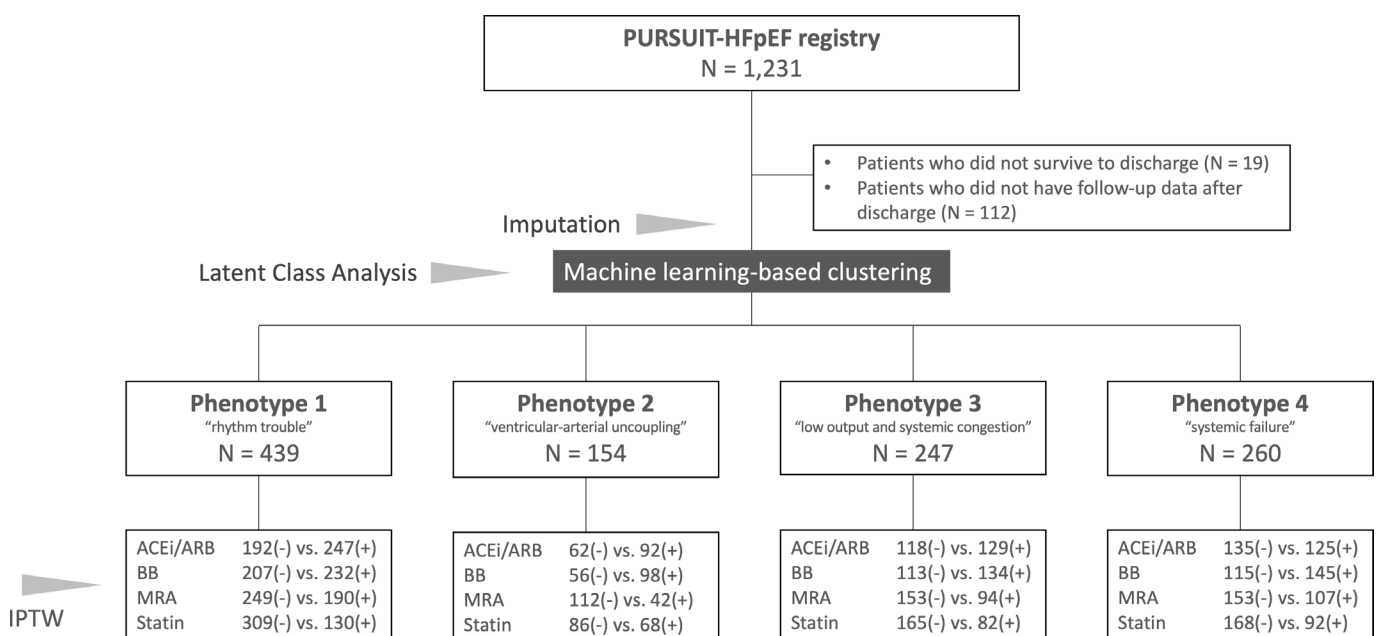 PURSUIT-HFpEF registry
N = 1,231
• Patients who did not survive to discharge (N = 19)
• Patients who did not have follow-up data after
discharge (N = 112)
Imputation
Latent Class Analysis
Machine learning-based clustering
Phenotype 1
“rhythm trouble”
N = 439
Phenotype 2
“ventricular-arterial uncoupling”
N = 154
Phenotype 3
“low output and systemic congestion”
N = 247
Phenotype 4
“systemic failure”
N = 260
IPTW
ACEi/ARB 192(-) vs. 247(+)
BB 207(-) vs. 232(+)
MRA 249(-) vs. 190(+)
Statin 309(-) vs. 130(+)
ACEi/ARB 62(-) vs. 92(+)
BB 56(-) vs. 98(+)
MRA 112(-) vs. 42(+)
Statin 86(-) vs. 68(+)
ACEi/ARB 118(-) vs. 129(+)
BB 113(-) vs. 134(+)
MRA 153(-) vs. 94(+)
Statin 165(-) vs. 82(+)
ACEi/ARB 135(-) vs. 125(+)
BB 115(-) vs. 145(+)
MRA 153(-) vs. 107(+)
Statin 168(-) vs. 92(+)